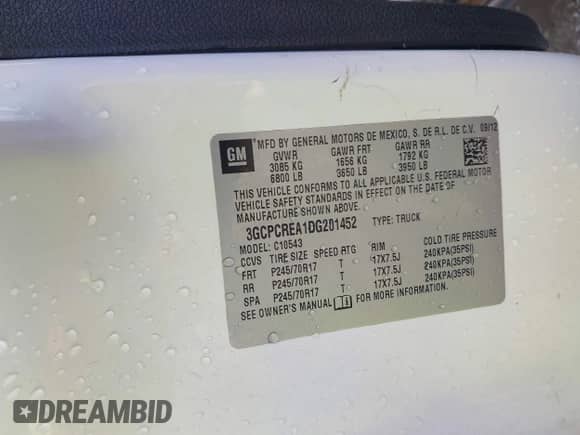 GM
MFD BY GENERAL MOTORS DE MEXICO, S. DE R.L. DE C.V. 09/12
GVWR GAWR FRT GAWR RR
3085 KG 1656 KG 1792 KG
6800 LB 3650 LB 3950 LB
THIS VEHICLE CONFORMS TO ALL APPLICABLE U.S. FEDERAL MOTOR
VEHICLE SAFETY STANDARDS IN EFFECT ON THE DATE OF
MANUFACTURE SHOWN ABOVE.
3GCPCREA1DG201452 TYPE: TRUCK
MODEL: C10543
CCVS TIRE SIZE SPEED RTG RIM COLD TIRE PRESSURE
FRT P245/70R17 T 17X7.5J 240KPA(35PSI)
RR P245/70R17 T 17X7.5J 240KPA(35PSI)
SPA P245/70R17 T 17X7.5J 240KPA(35PSI)
SEE OWNER'S MANUAL FOR MORE INFORMATION.
DREAMBID